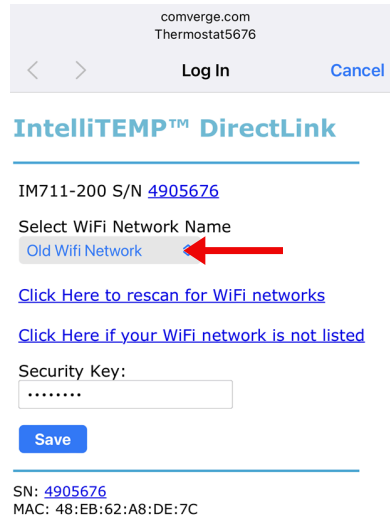 comverge.com
Thermostat5676
Log In
Cancel
IntelliTEMP™ DirectLink
IM711-200 S/N 4905676
Select WiFi Network Name
Old Wifi Network
Click Here to rescan for WiFi networks
Click Here if your WiFi network is not listed
Security Key:
••••••••
Save
SN: 4905676
MAC: 48:EB:62:A8:DE:7C